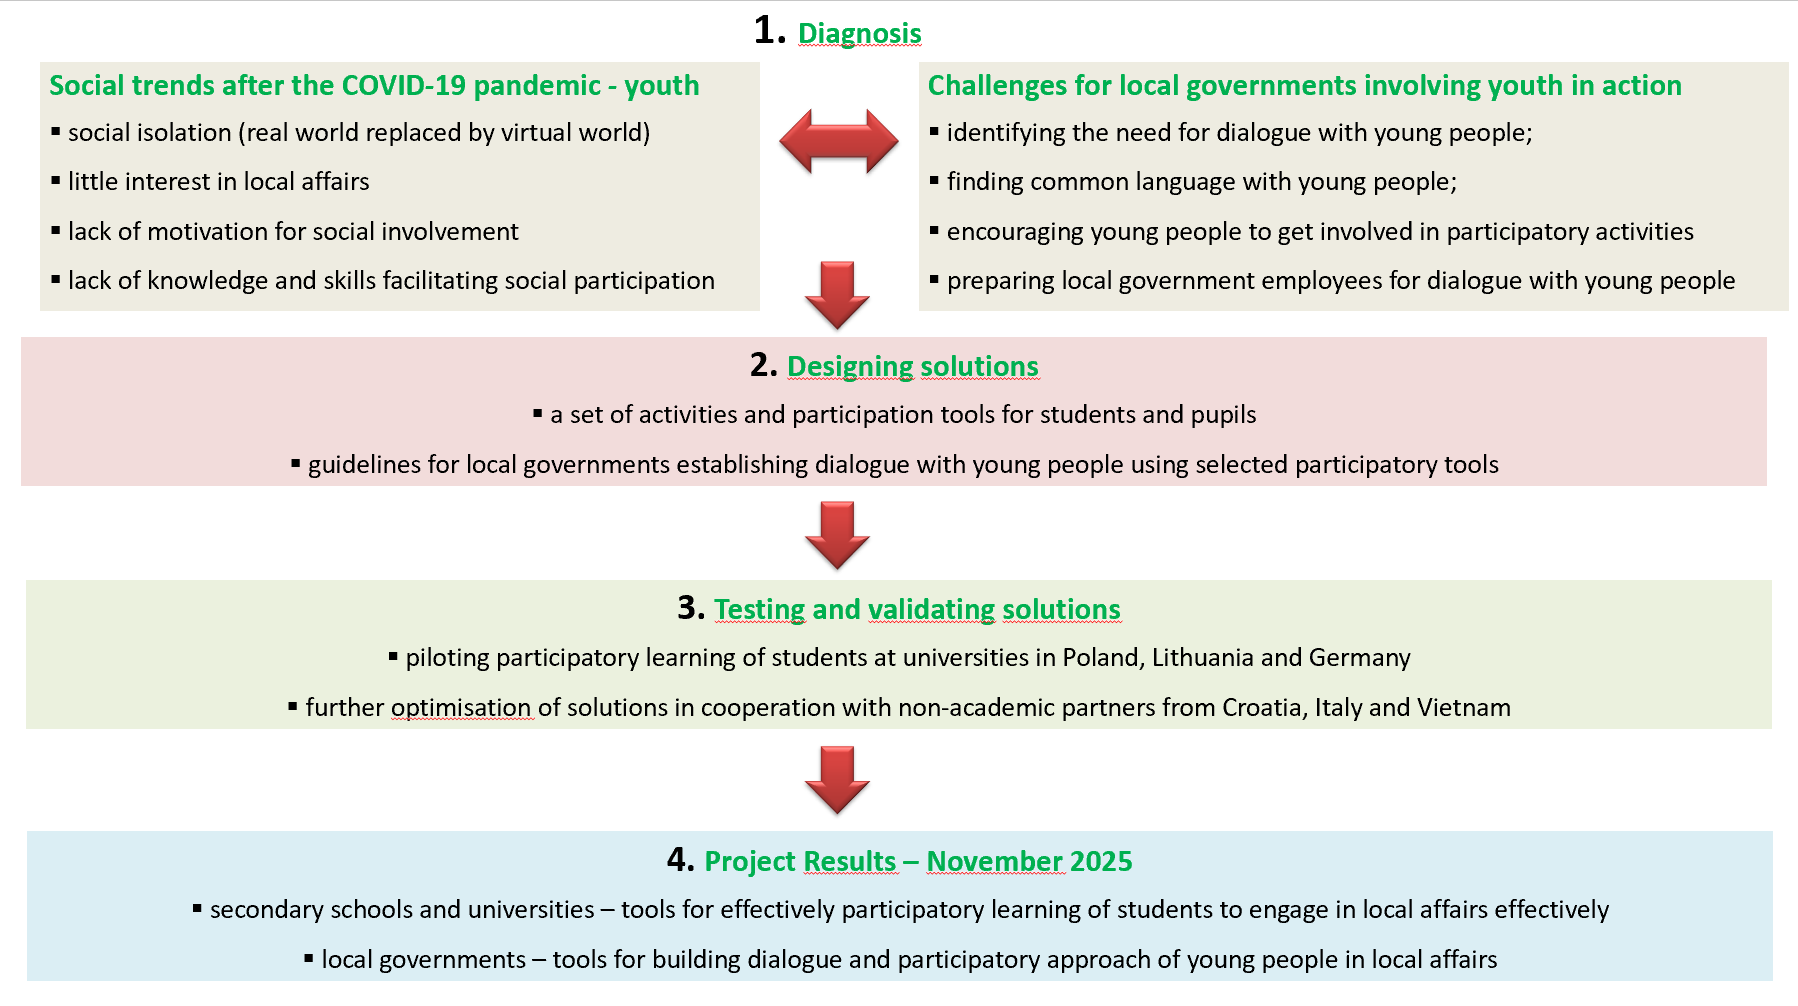 1. Diagnosis
Social trends after the COVID-19 pandemic - youth
▪ social isolation (real world replaced by virtual world)
▪ little interest in local affairs
▪ lack of motivation for social involvement
▪ lack of knowledge and skills facilitating social participation
Challenges for local governments involving youth in action
▪ identifying the need for dialogue with young people;
▪ finding common language with young people;
▪ encouraging young people to get involved in participatory activities
▪ preparing local government employees for dialogue with young people
2. Designing solutions
▪ a set of activities and participation tools for students and pupils
▪ guidelines for local governments establishing dialogue with young people using selected participatory tools
3. Testing and validating solutions
▪ piloting participatory learning of students at universities in Poland, Lithuania and Germany
▪ further optimisation of solutions in cooperation with non-academic partners from Croatia, Italy and Vietnam
4. Project Results – November 2025
▪ secondary schools and universities – tools for effectively participatory learning of students to engage in local affairs effectively
▪ local governments – tools for building dialogue and participatory approach of young people in local affairs